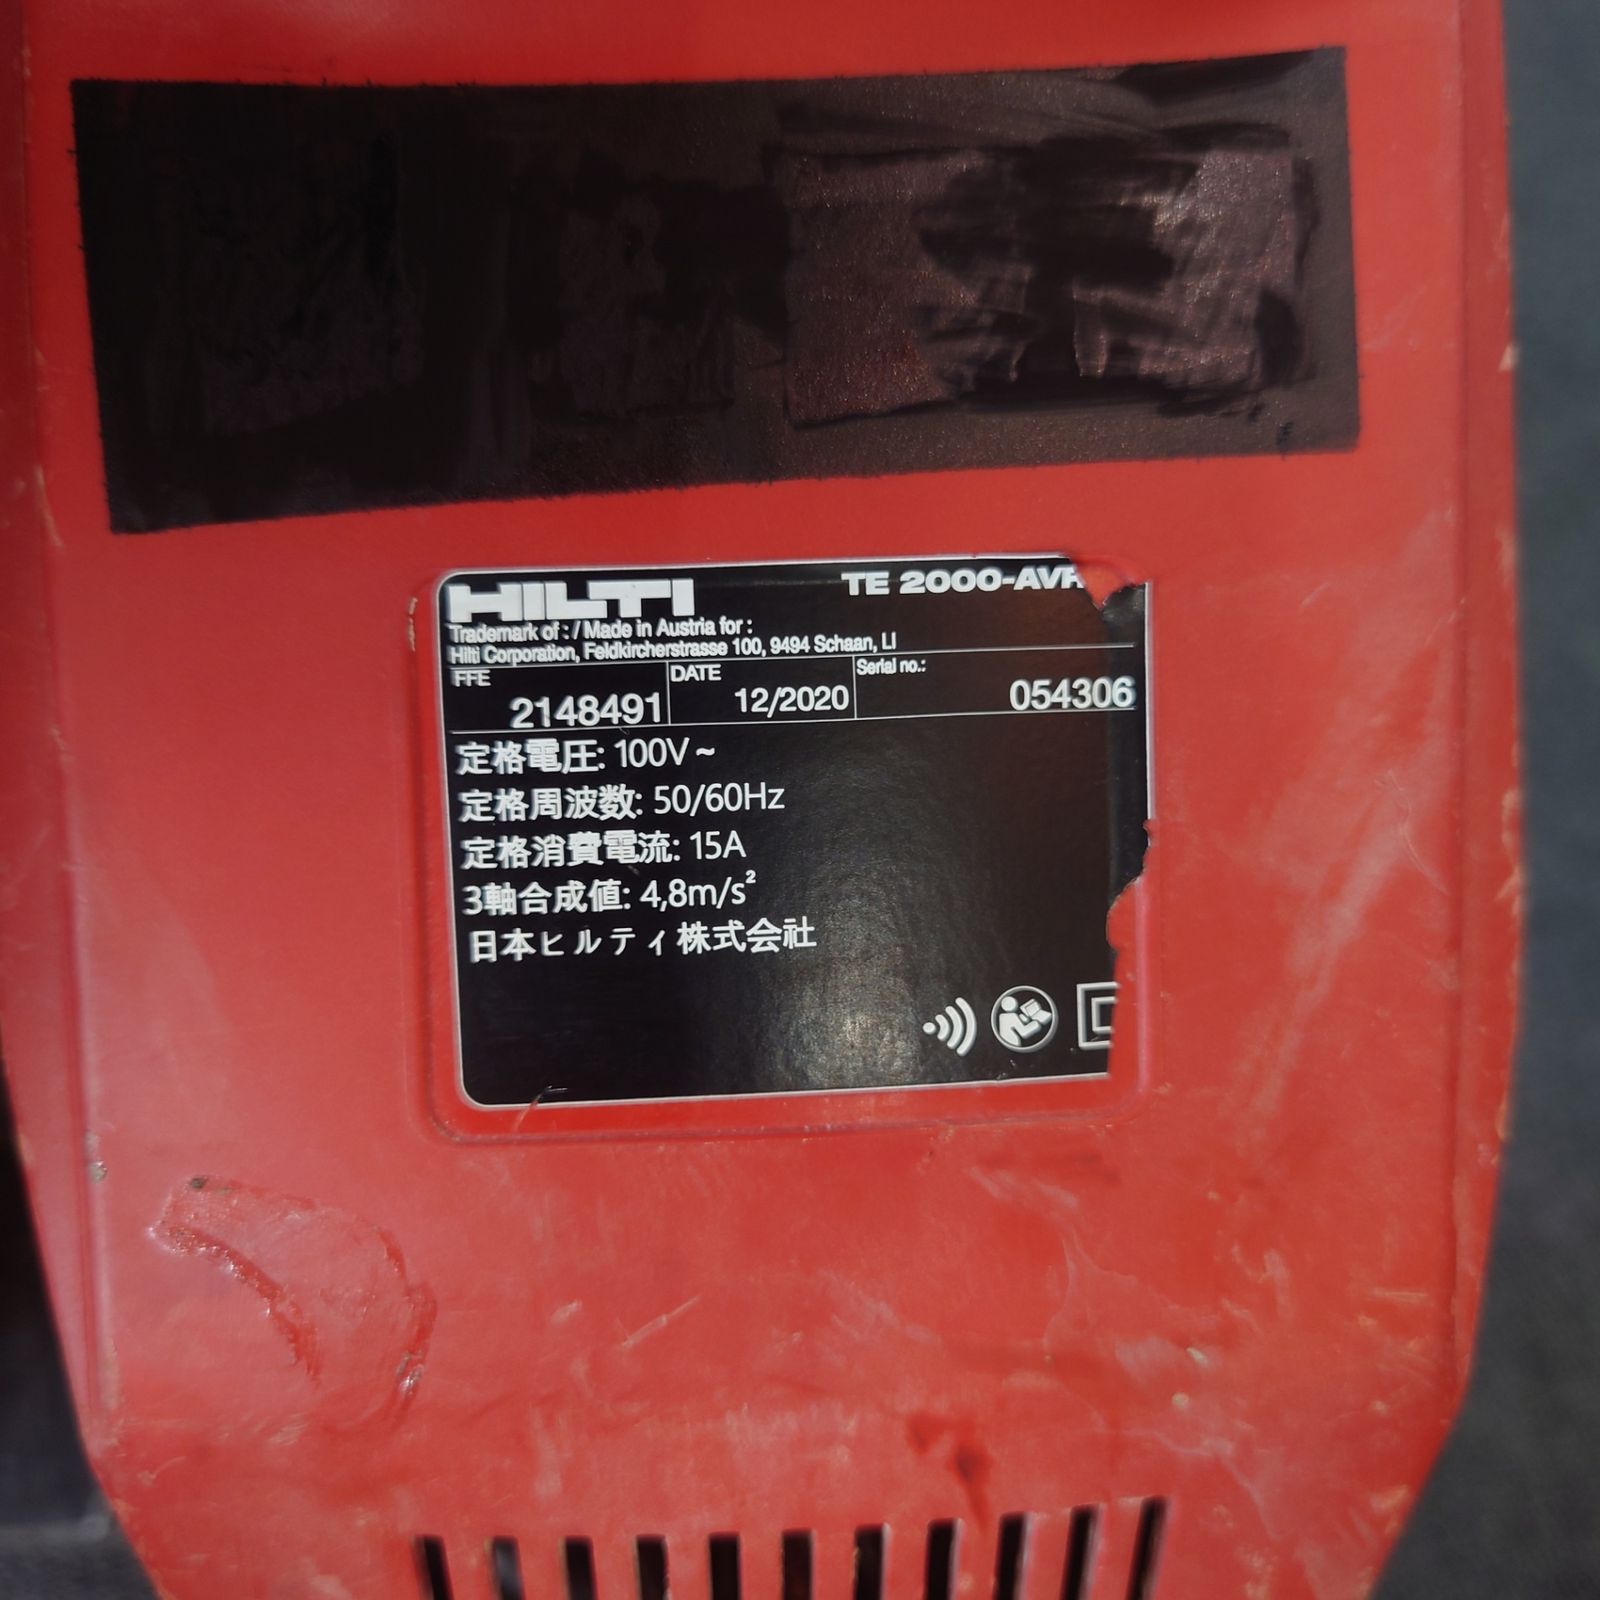 HILTI TE 2000-AVR
Trademark of : / Made in Austria for :
Hilti Corporation, Feldkircherstrasse 100, 9494 Schaan, LI
FFE 2148491 DATE 12/2020 Serial no.: 054306
定格電圧: 100V ~
定格周波数: 50/60Hz
定格消費電流: 15A
3軸合成値: 4,8m/s²
日本ヒルティ株式会社